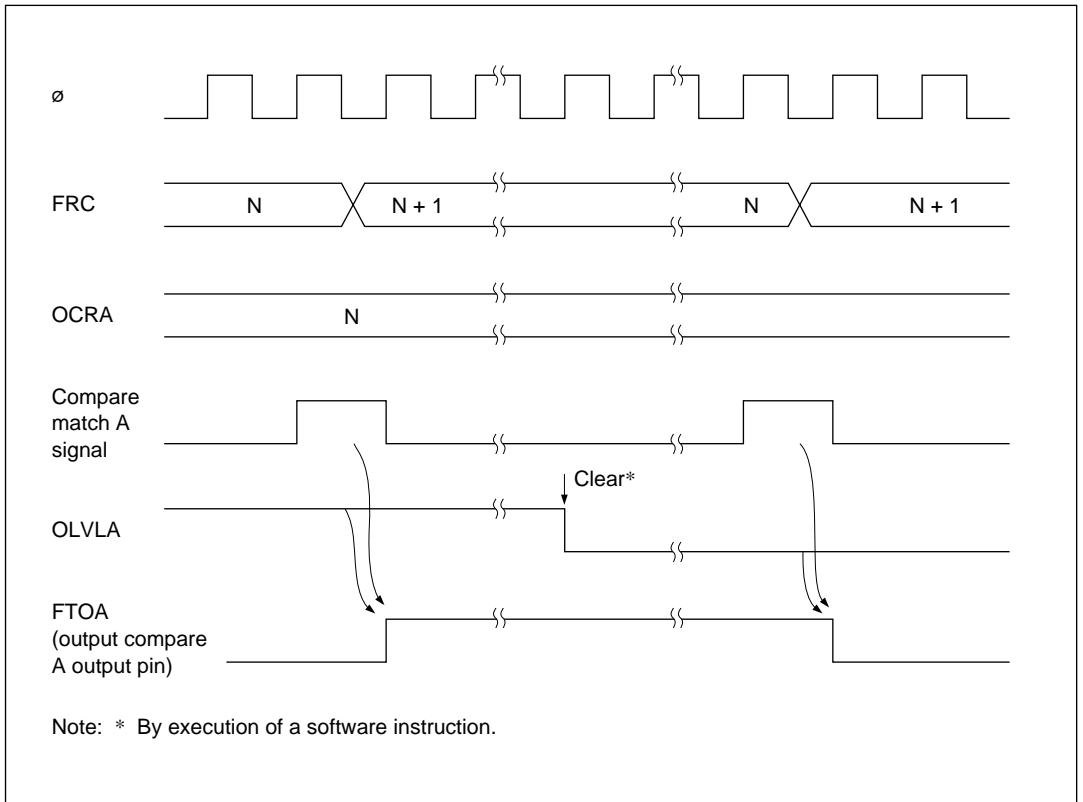 ø
FRC
N
N + 1
N
N + 1
OCRA
N
Compare
match A
signal
Clear*
OLVLA
FTOA
(output compare
A output pin)
Note: * By execution of a software instruction.